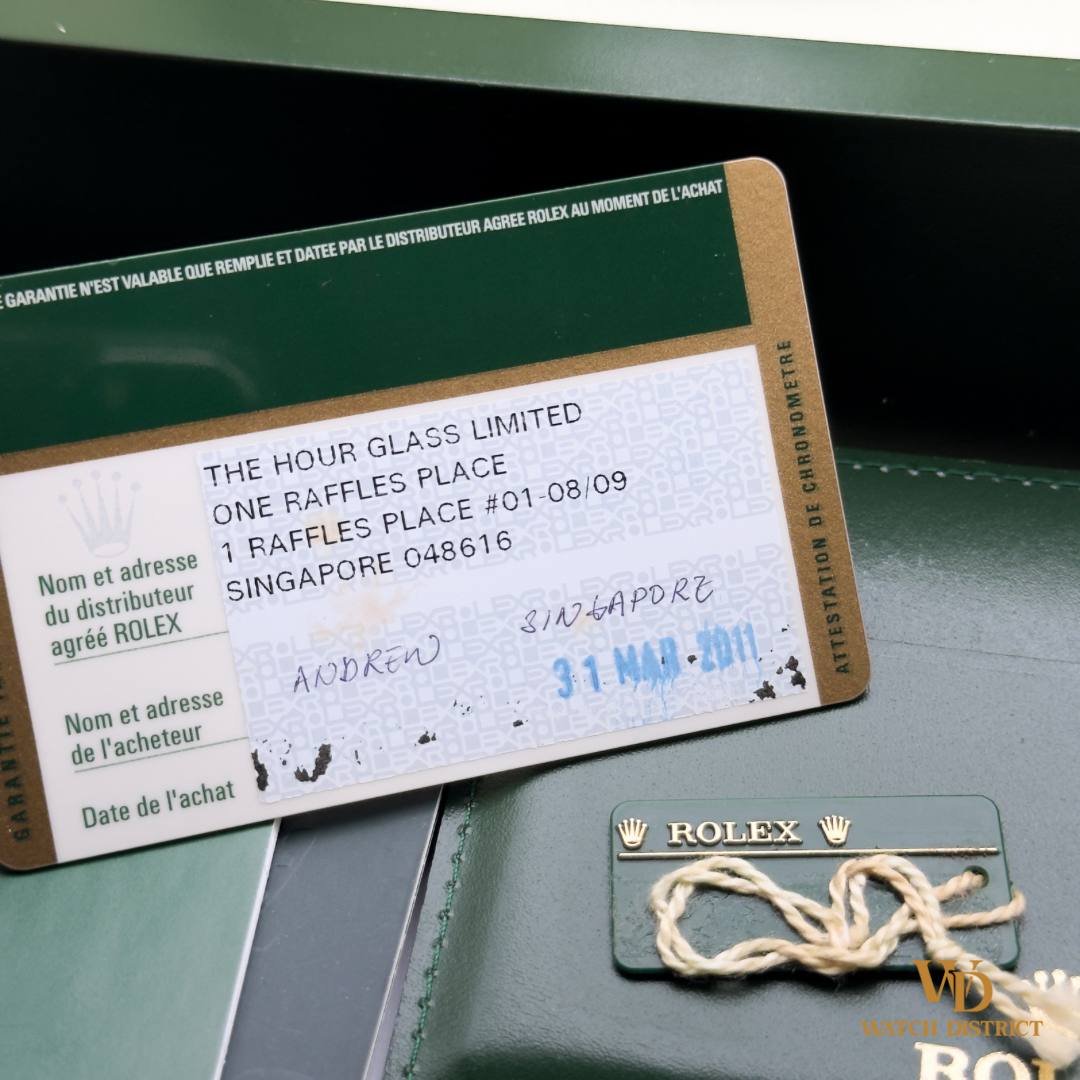 E GARANTIE N'EST VALABLE QUE REMPLIE ET DATEE PAR LE DISTRIBUTEUR AGREE ROLEX AU MOMENT DE L'ACHAT
THE HOUR GLASS LIMITED
ONE RAFFLES PLACE
1 RAFFLES PLACE #01-08/09
SINGAPORE 048616
Nom et adresse
du distributeur
agréé ROLEX
ANDREW SINGAPORE
31 MAR 2011
Nom et adresse
de l'acheteur
Date de l'achat
GARANTIE
ATTESTATION DE CHRONOMETRE
ROLEX
WD
WATCH DISTRICT
ROL